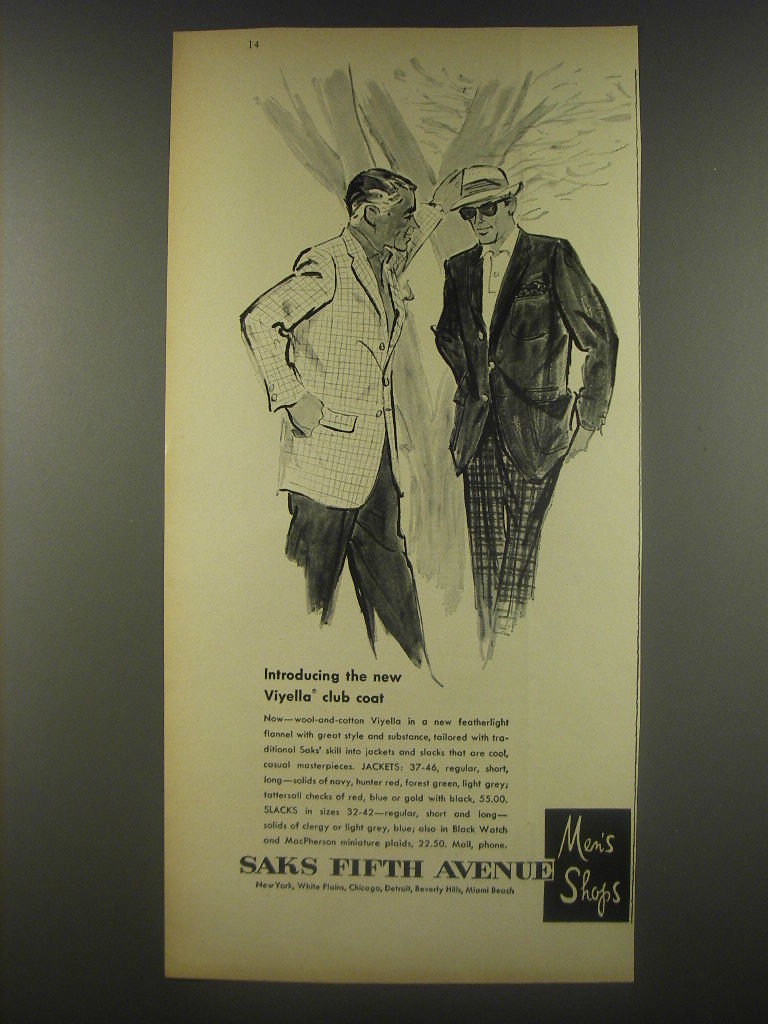 14
Introducing the new
Viyella® club coat
Now—wool-and-cotton Viyella in a new featherlight
flannel with great style and substance, tailored with tra-
ditional Saks' skill into jackets and slacks that are cool,
casual masterpieces. JACKETS: 37-46, regular, short,
long—solids of navy, hunter red, forest green, light grey;
tattersall checks of red, blue or gold with black, 55.00.
SLACKS in sizes 32-42—regular, short and long—
solids of clergy or light grey, blue; also in Black Watch
and MacPherson miniature plaids, 22.50. Mail, phone.
SAKS FIFTH AVENUE
New York, White Plains, Chicago, Detroit, Beverly Hills, Miami Beach
Men's
Shops